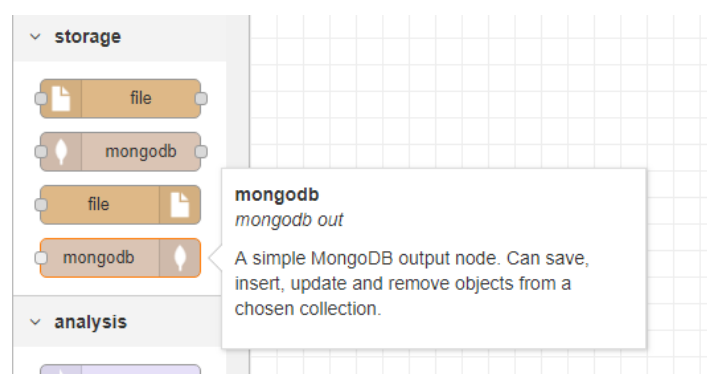 storage
file
mongodb
file
mongodb
mongodb
mongodb out
A simple MongoDB output node. Can save,
insert, update and remove objects from a
chosen collection.
analysis